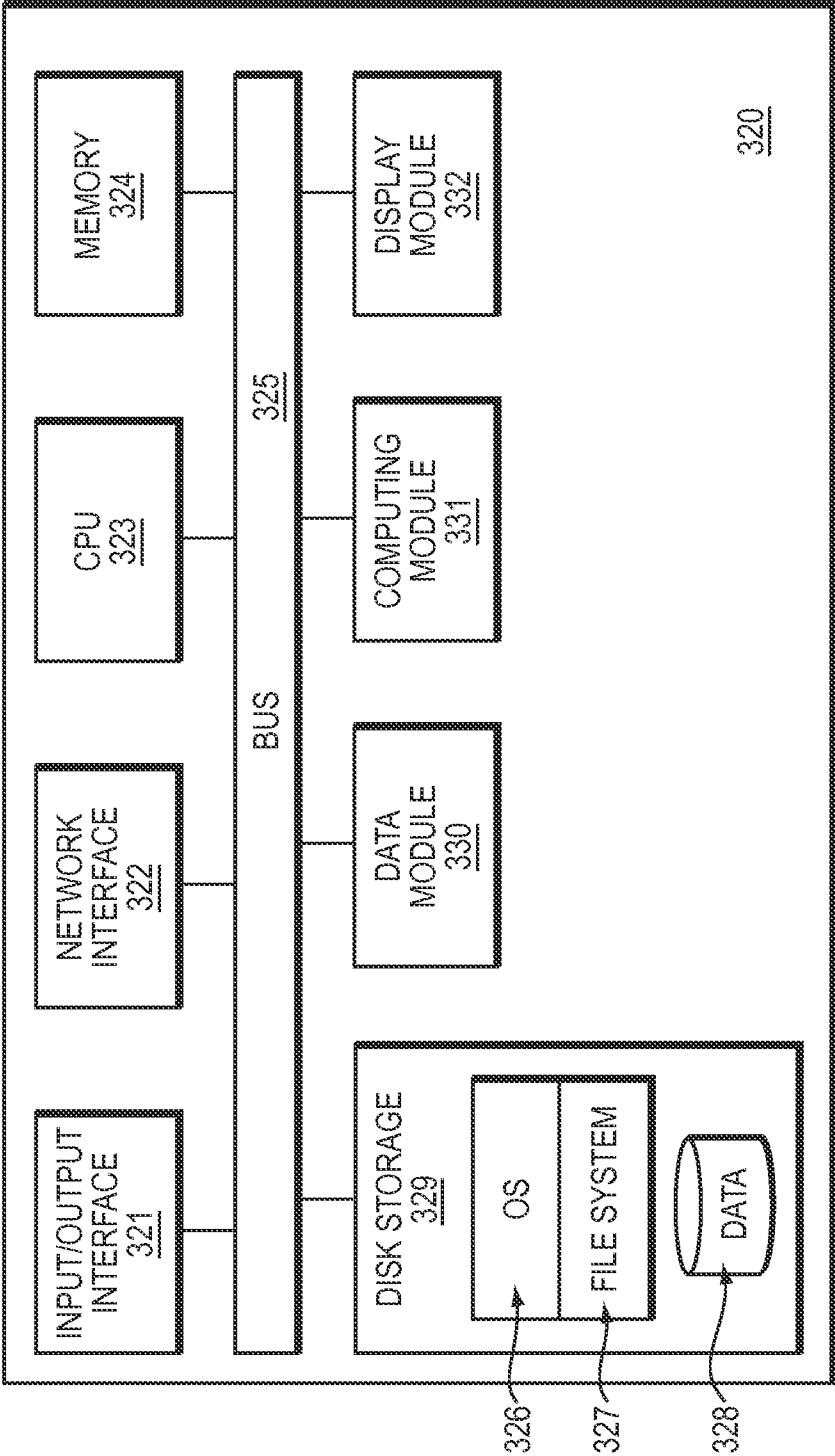 INPUT/OUTPUT
INTERFACE
321
NETWORK
INTERFACE
322
CPU
323
MEMORY
324
BUS
325
DISK STORAGE
329
OS
FILE SYSTEM
DATA
326
327
328
DATA
MODULE
330
COMPUTING
MODULE
331
DISPLAY
MODULE
332
320